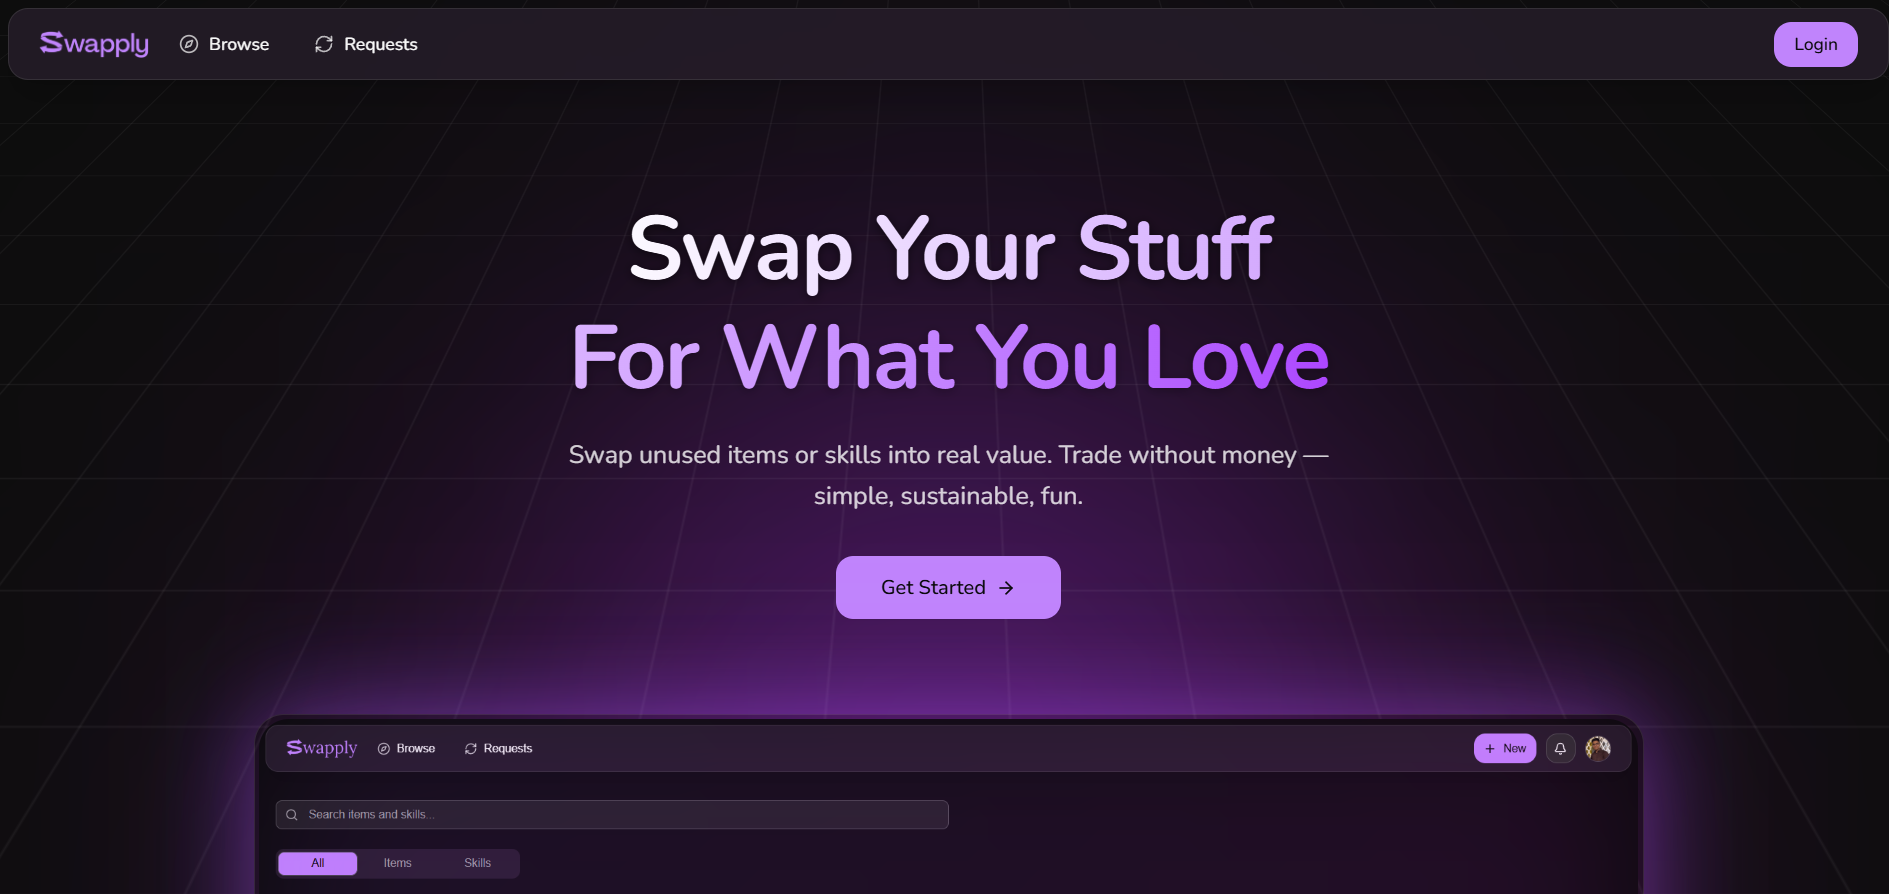 Swapply
Browse
Requests
Login
Swap Your Stuff
For What You Love
Swap unused items or skills into real value. Trade without money —
simple, sustainable, fun.
Get Started
Swapply
Browse
Requests
New
Search items and skills...
All
Items
Skills